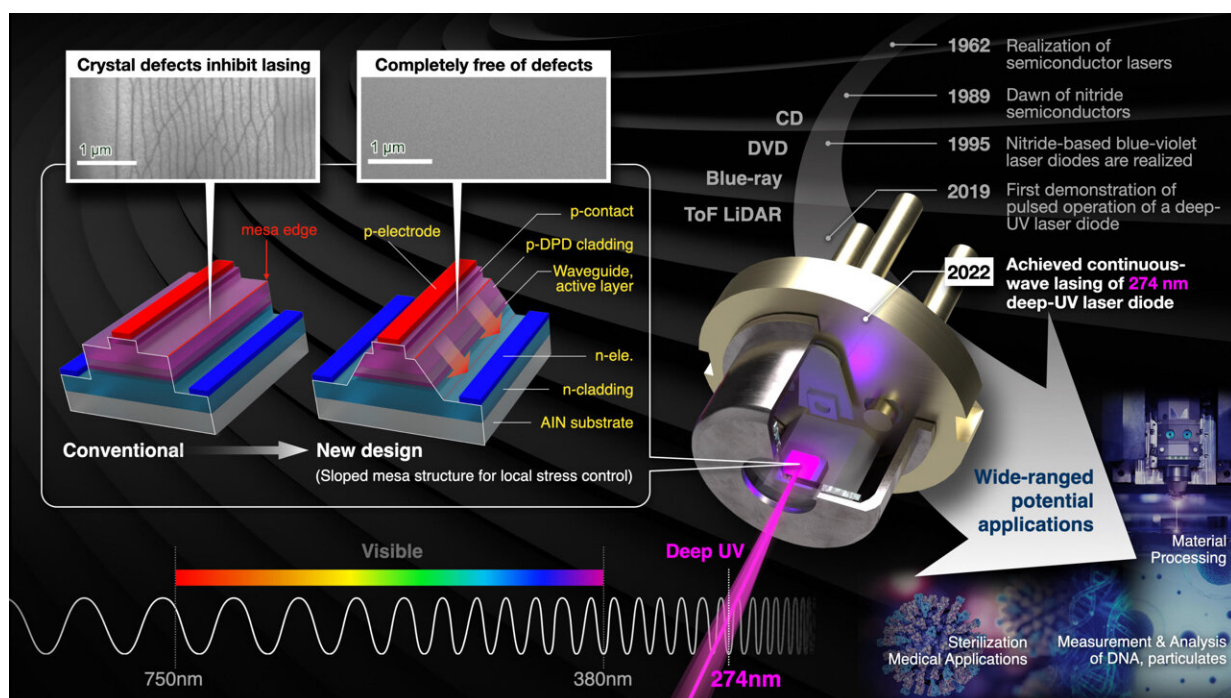 Crystal defects inhibit lasing
1 μm
Completely free of defects
1 μm
mesa edge
p-electrode
p-contact
p-DPD cladding
Waveguide,
active layer
n-ele.
n-cladding
AlN substrate
Conventional
New design
(Sloped mesa structure for local stress control)
CD
DVD
Blue-ray
ToF LiDAR
1962 Realization of
semiconductor lasers
1989 Dawn of nitride
semiconductors
1995 Nitride-based blue-violet
laser diodes are realized
2019 First demonstration of
pulsed operation of a deep-
UV laser diode
2022 Achieved continuous-
wave lasing of 274 nm
deep-UV laser diode
Wide-ranged
potential
applications
Material
Processing
Sterilization
Medical Applications
Measurement & Analysis
of DNA, particulates
Visible
Deep UV
750nm
380nm
274nm